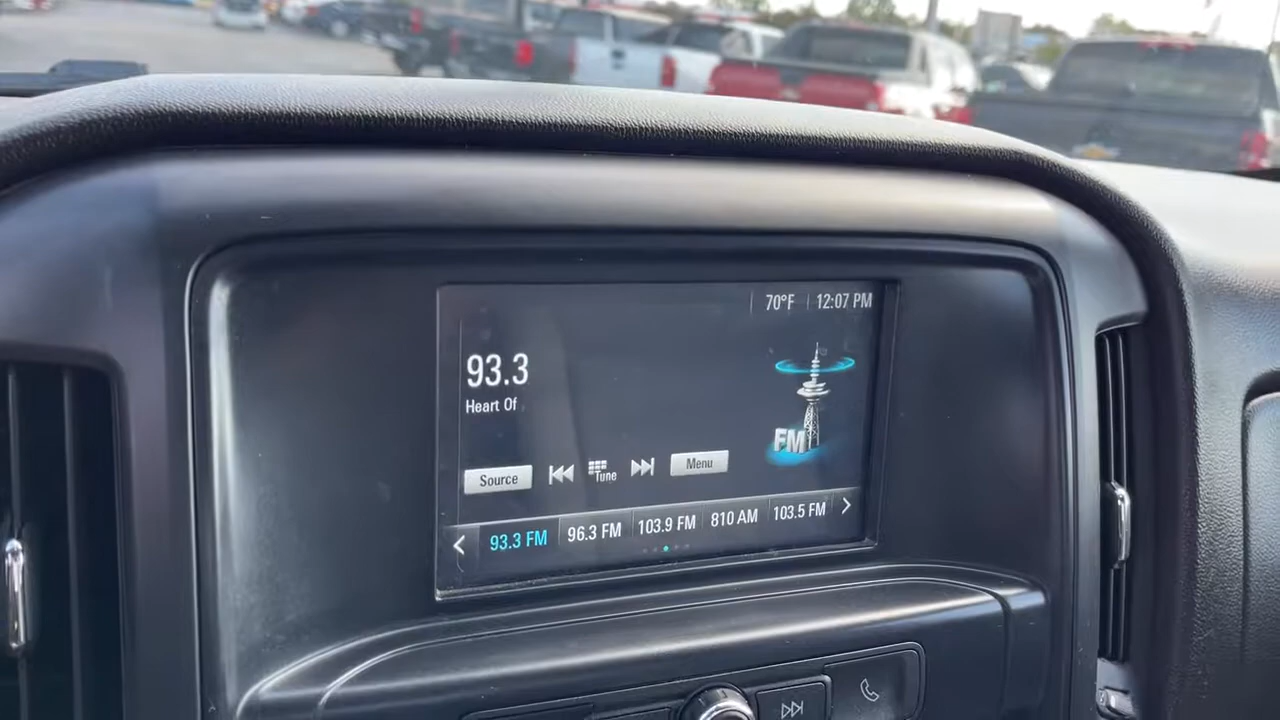 70°F 12:07 PM
93.3
Heart Of
FM
Source Tune Menu
93.3 FM 96.3 FM 103.9 FM 810 AM 103.5 FM